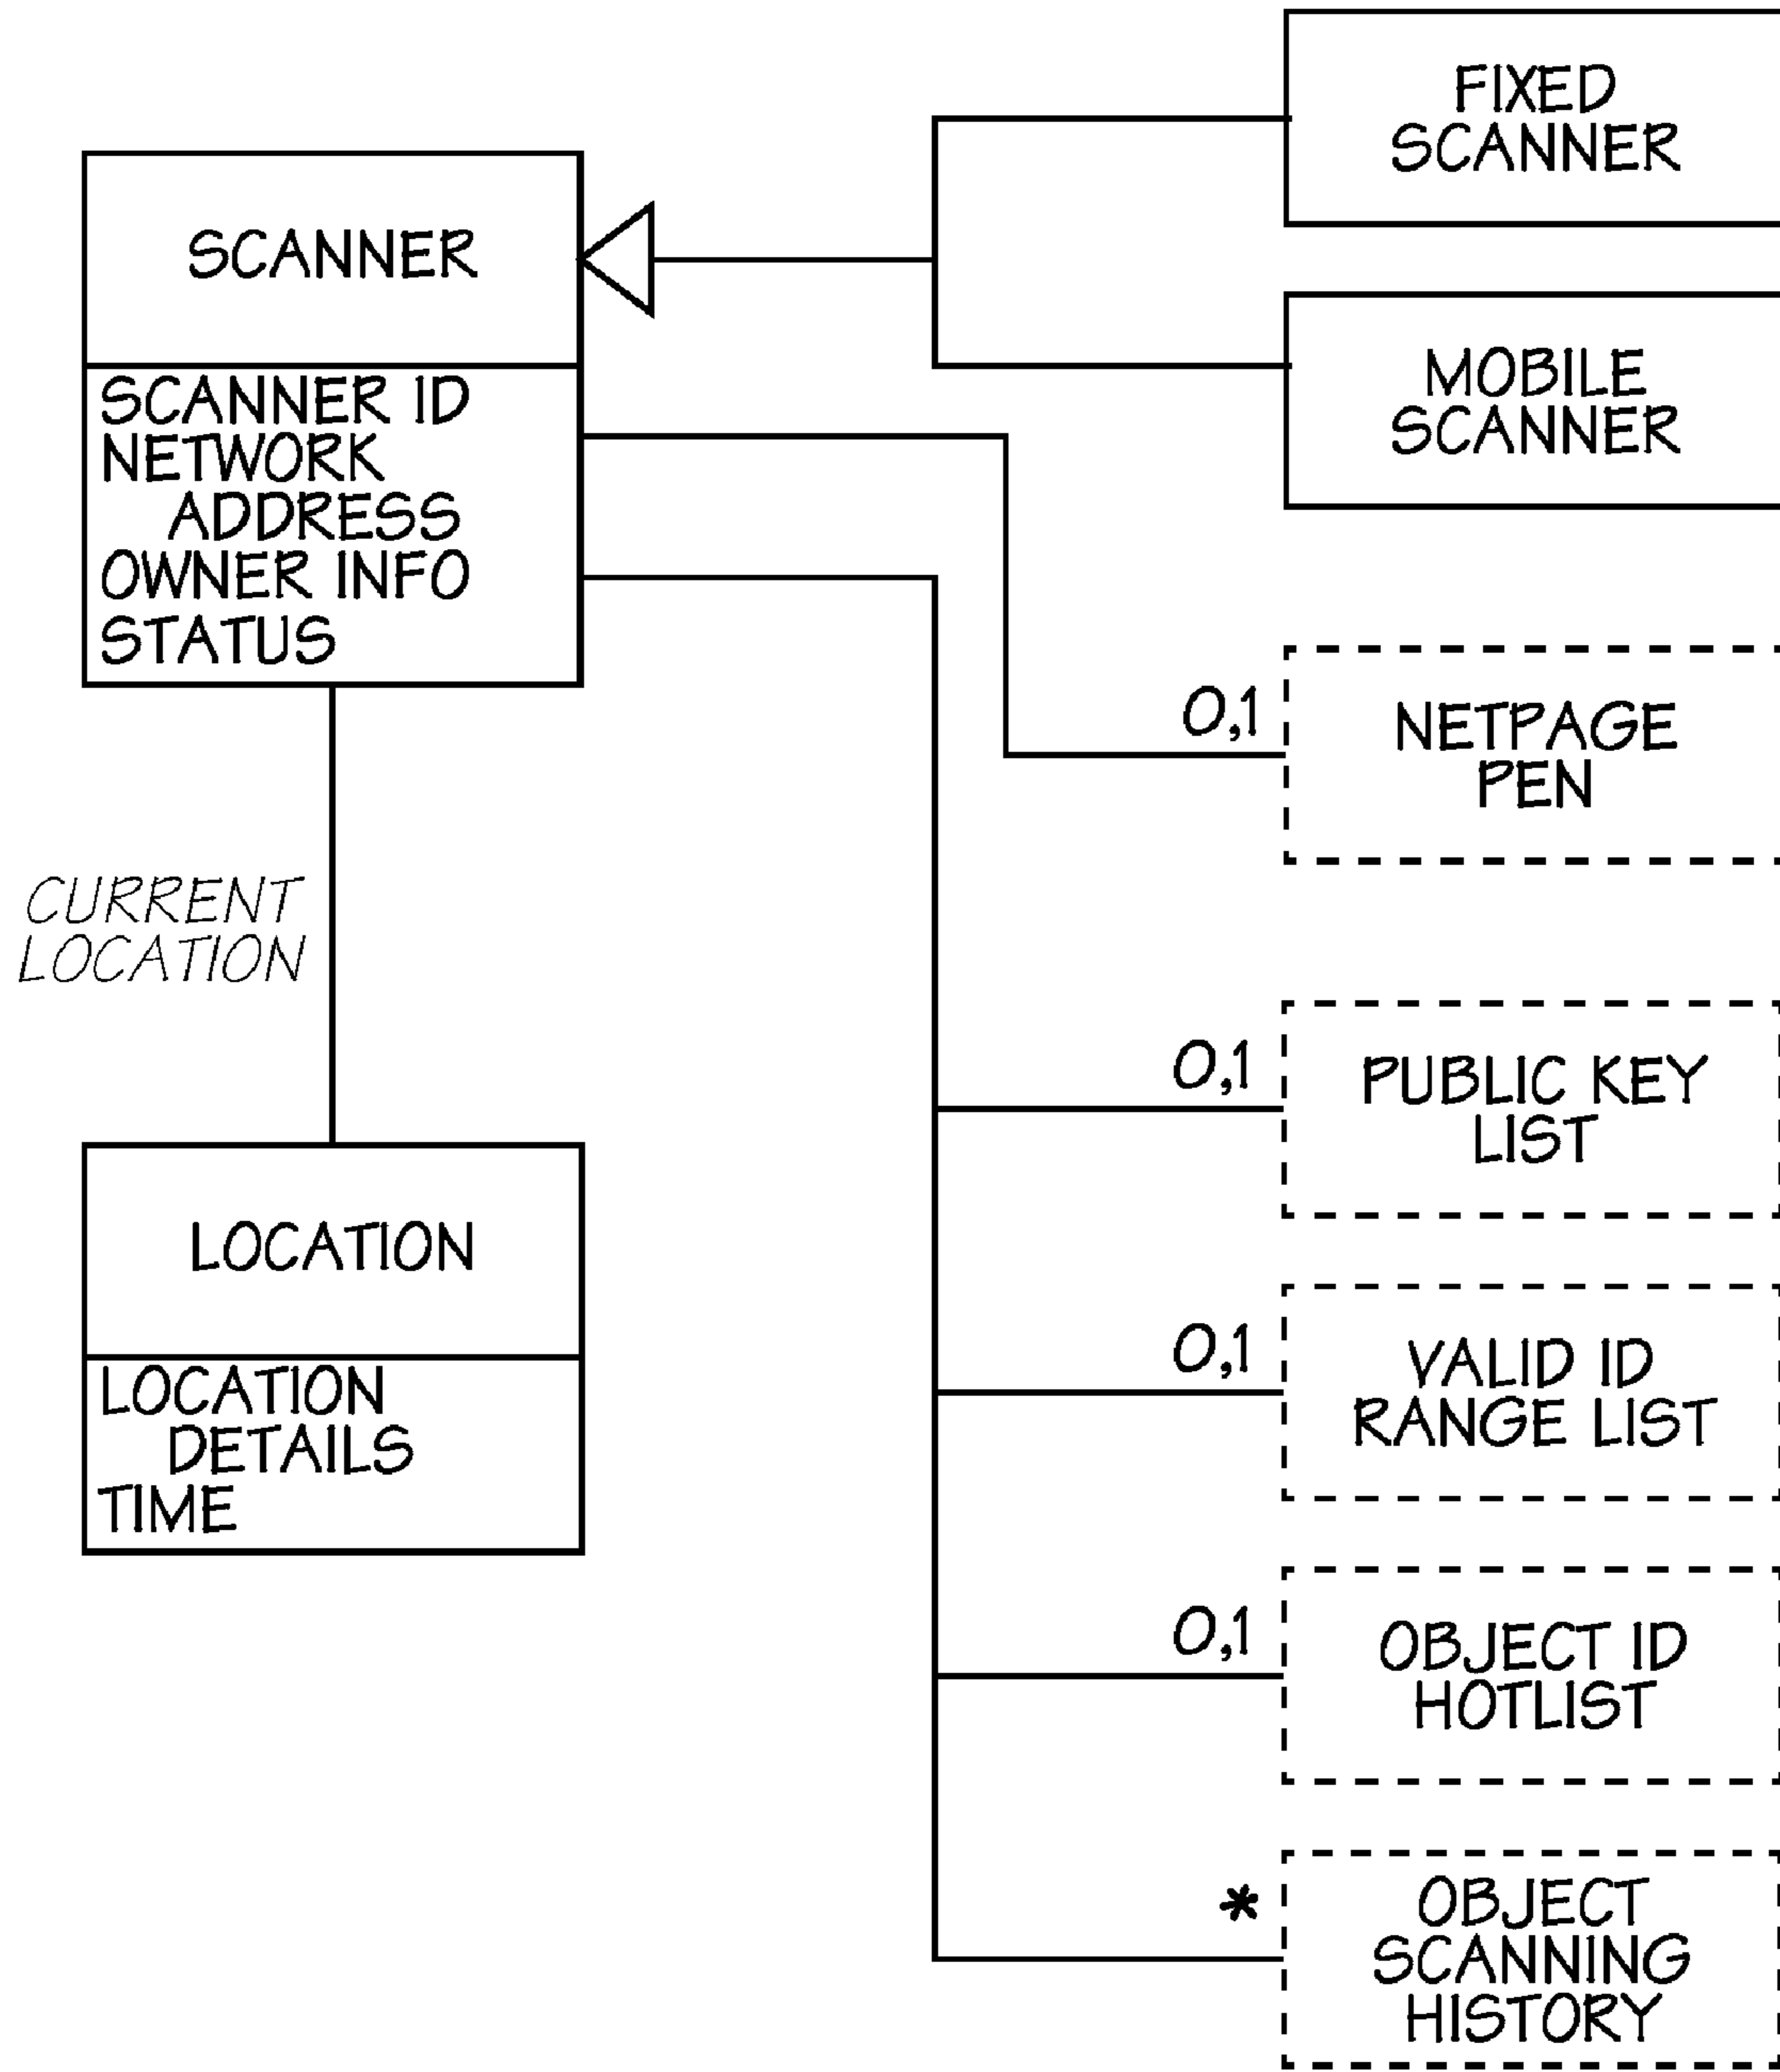 FIXED
SCANNER
SCANNER
MOBILE
SCANNER
SCANNER ID
NETWORK
ADDRESS
OWNER INFO
STATUS
0,1
NETPAGE
PEN
CURRENT
LOCATION
0,1
PUBLIC KEY
LIST
LOCATION
LOCATION
DETAILS
TIME
0,1
VALID ID
RANGE LIST
0,1
OBJECT ID
HOTLIST
*
OBJECT
SCANNING
HISTORY